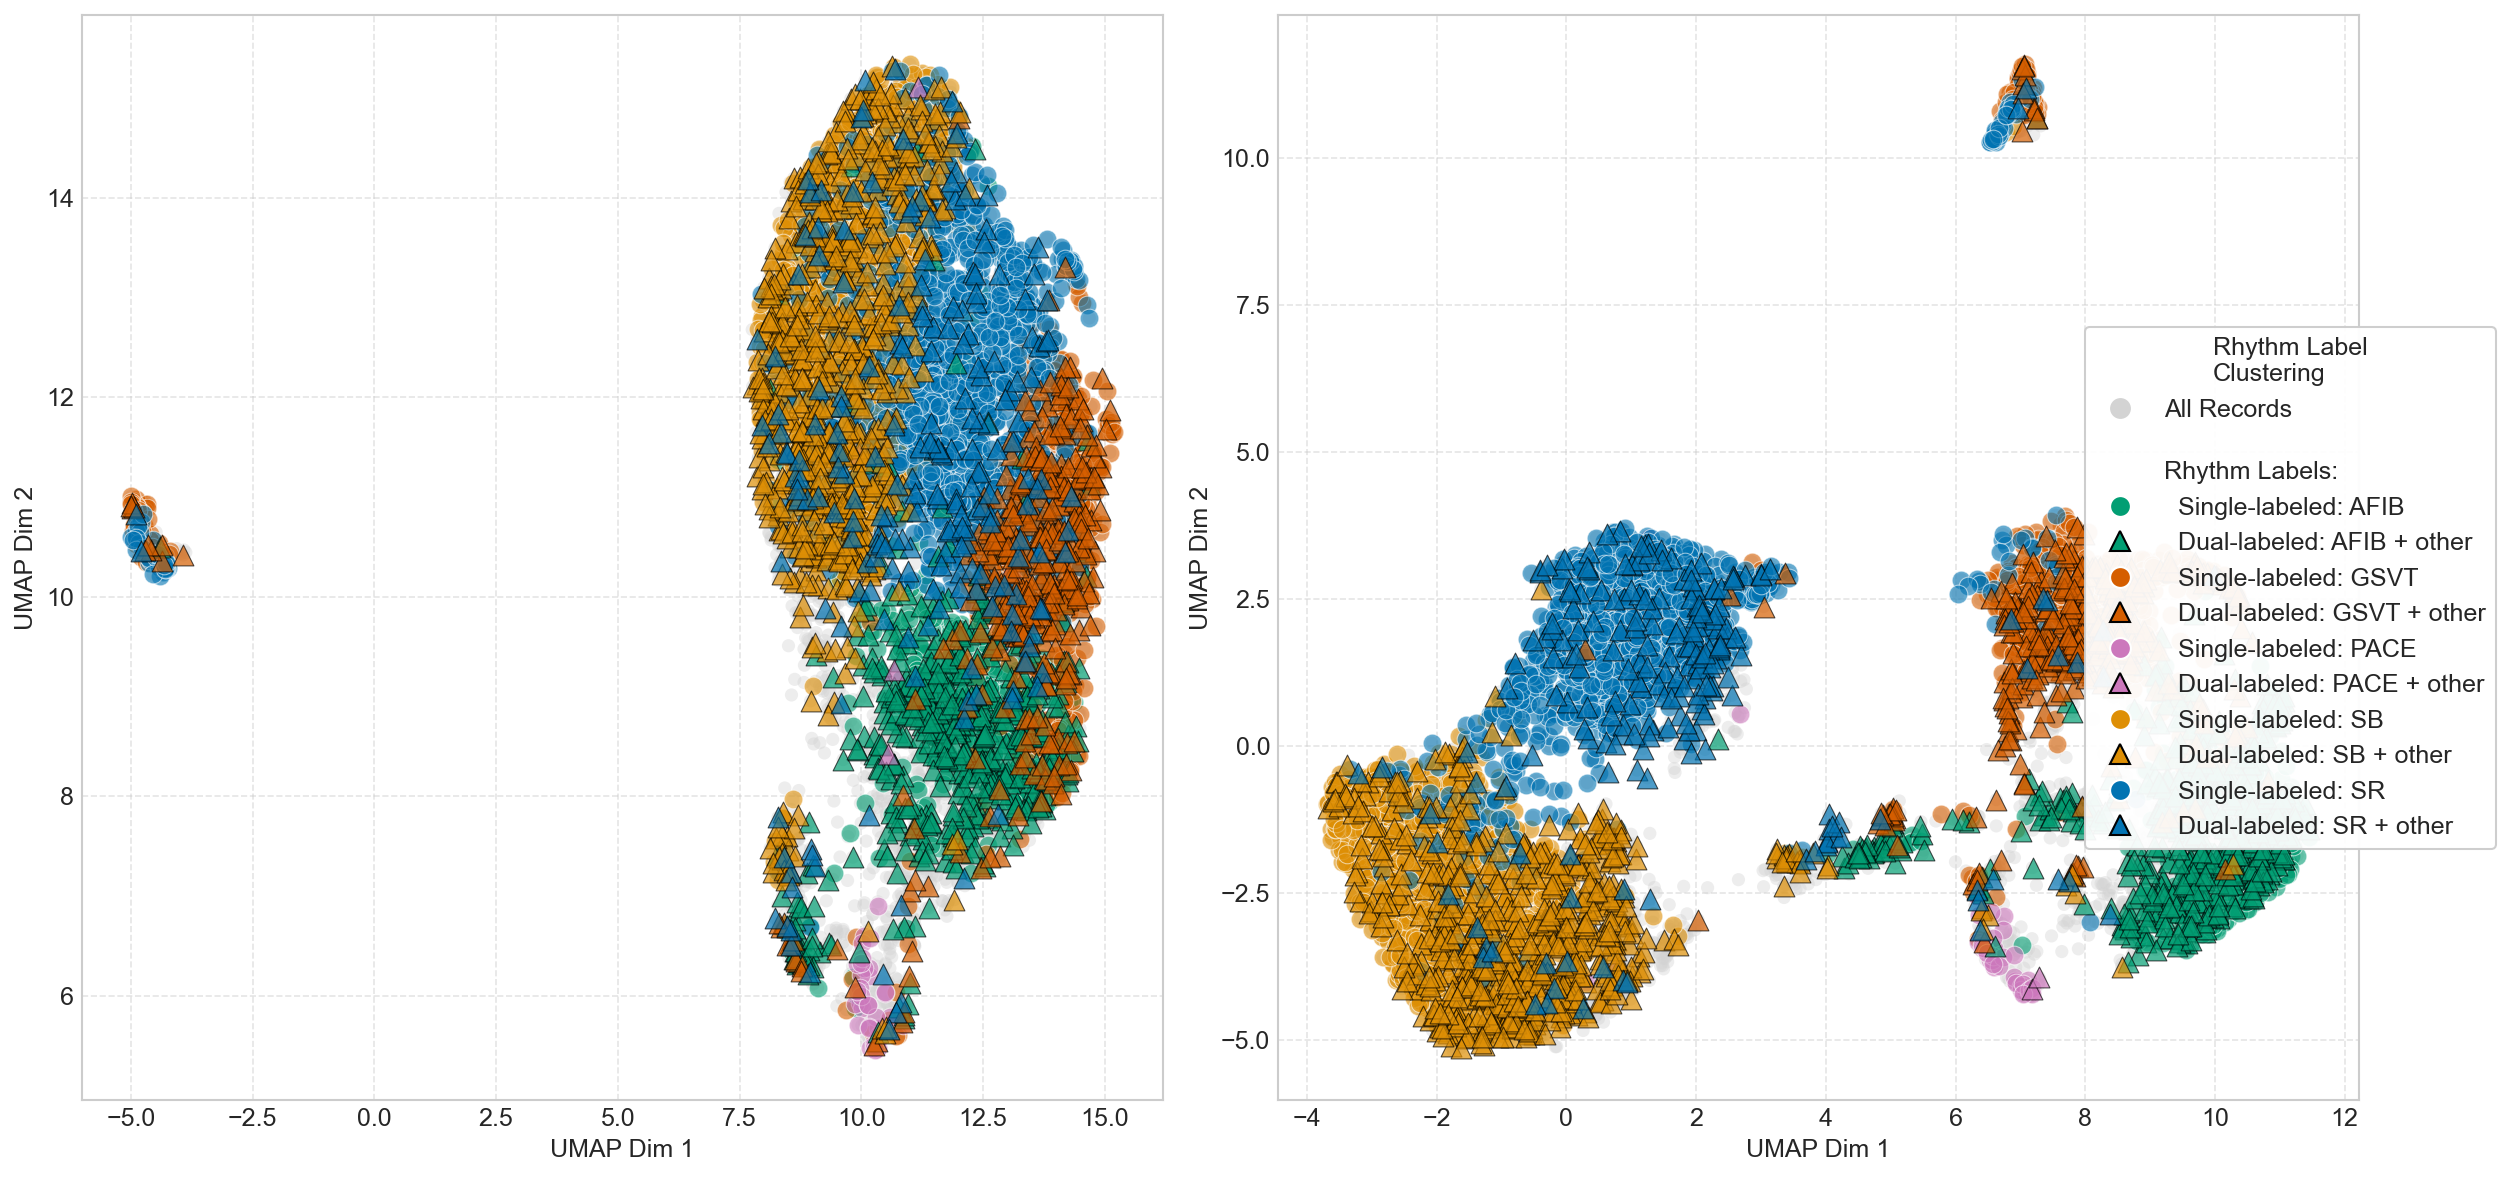 14
12
10
8
6
−5.0
−2.5
0.0
2.5
5.0
7.5
10.0
12.5
15.0
UMAP Dim 1
UMAP Dim 2
10.0
7.5
5.0
2.5
0.0
−2.5
−5.0
−4
−2
0
2
4
6
8
10
12
UMAP Dim 1
UMAP Dim 2
Rhythm Label
Clustering
All Records
Rhythm Labels:
Single-labeled: AFIB
Dual-labeled: AFIB + other
Single-labeled: GSVT
Dual-labeled: GSVT + other
Single-labeled: PACE
Dual-labeled: PACE + other
Single-labeled: SB
Dual-labeled: SB + other
Single-labeled: SR
Dual-labeled: SR + other